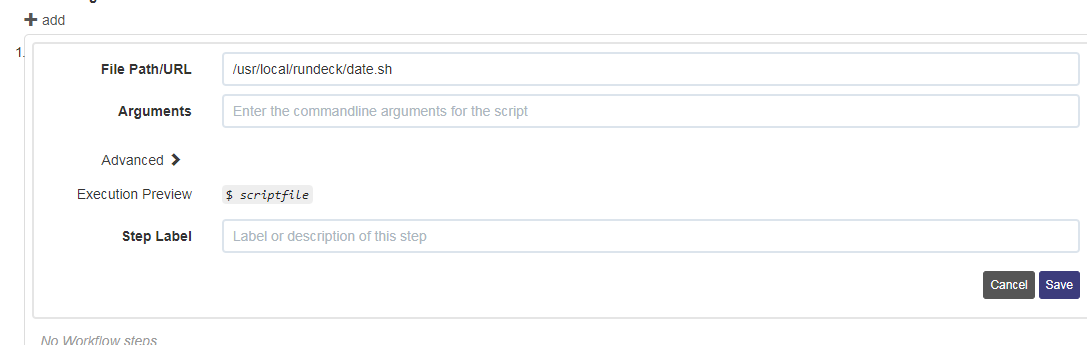 add
1.
File Path/URL /usr/local/rundeck/date.sh
Arguments Enter the commandline arguments for the script
Advanced
Execution Preview $ scriptfile
Step Label Label or description of this step
Cancel Save
No Workflow steps